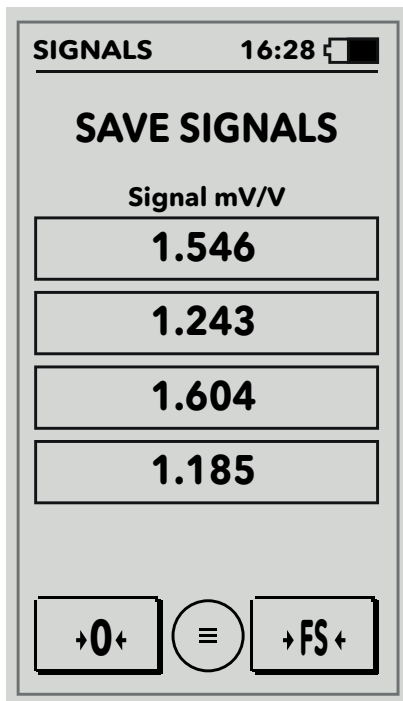 SIGNALS 16:28
SAVE SIGNALS
Signal mV/V
1.546
1.243
1.604
1.185
→0← ≡ →FS←